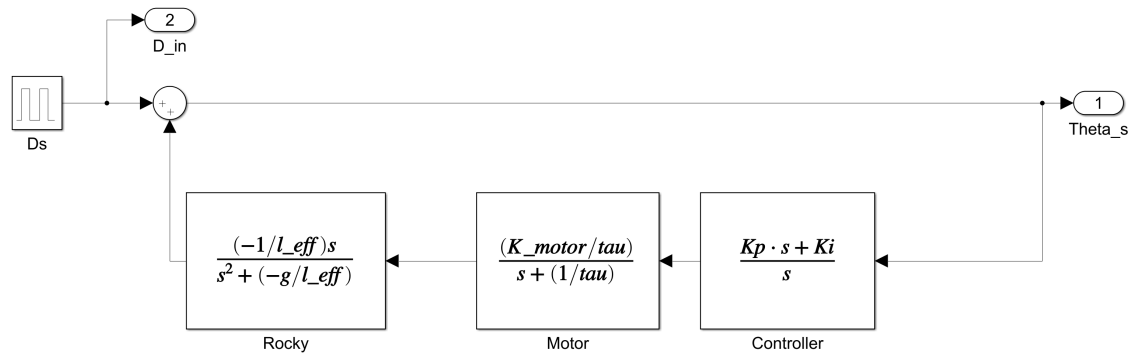 2
D_in
+
+
Ds
1
Theta_s
(−1/l_eff)s
s² + (−g/l_eff)
Rocky
(K_motor/tau)
s + (1/tau)
Motor
Kp · s + Ki
s
Controller